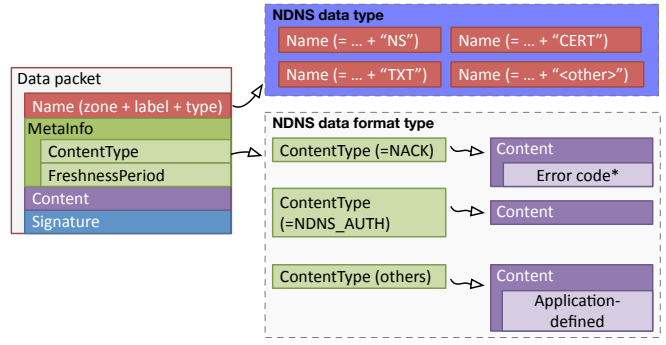 NDNS data type
Name (= ... + “NS”)
Name (= ... + “CERT”)
Name (= ... + “TXT”)
Name (= ... + “<other>”)
Data packet
Name (zone + label + type)
MetaInfo
ContentType
FreshnessPeriod
Content
Signature
NDNS data format type
ContentType (=NACK)
Content
Error code*
ContentType
(=NDNS_AUTH)
Content
ContentType (others)
Content
Application-
defined